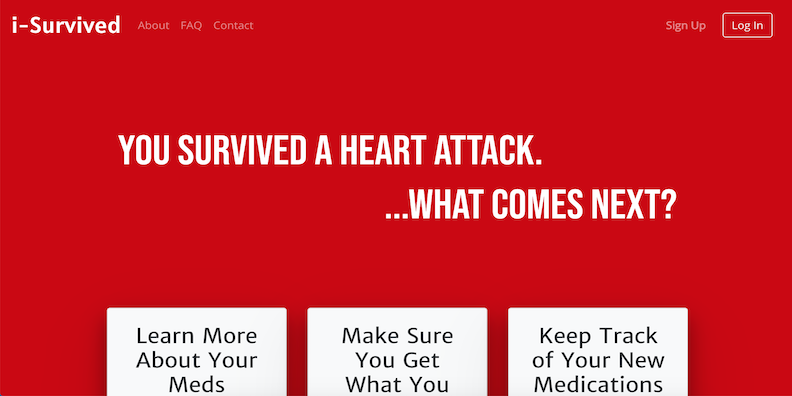 i-Survived About FAQ Contact Sign Up Log In
YOU SURVIVED A HEART ATTACK.
...WHAT COMES NEXT?
Learn More
About Your
Meds
Make Sure
You Get
What You
Keep Track
of Your New
Medications